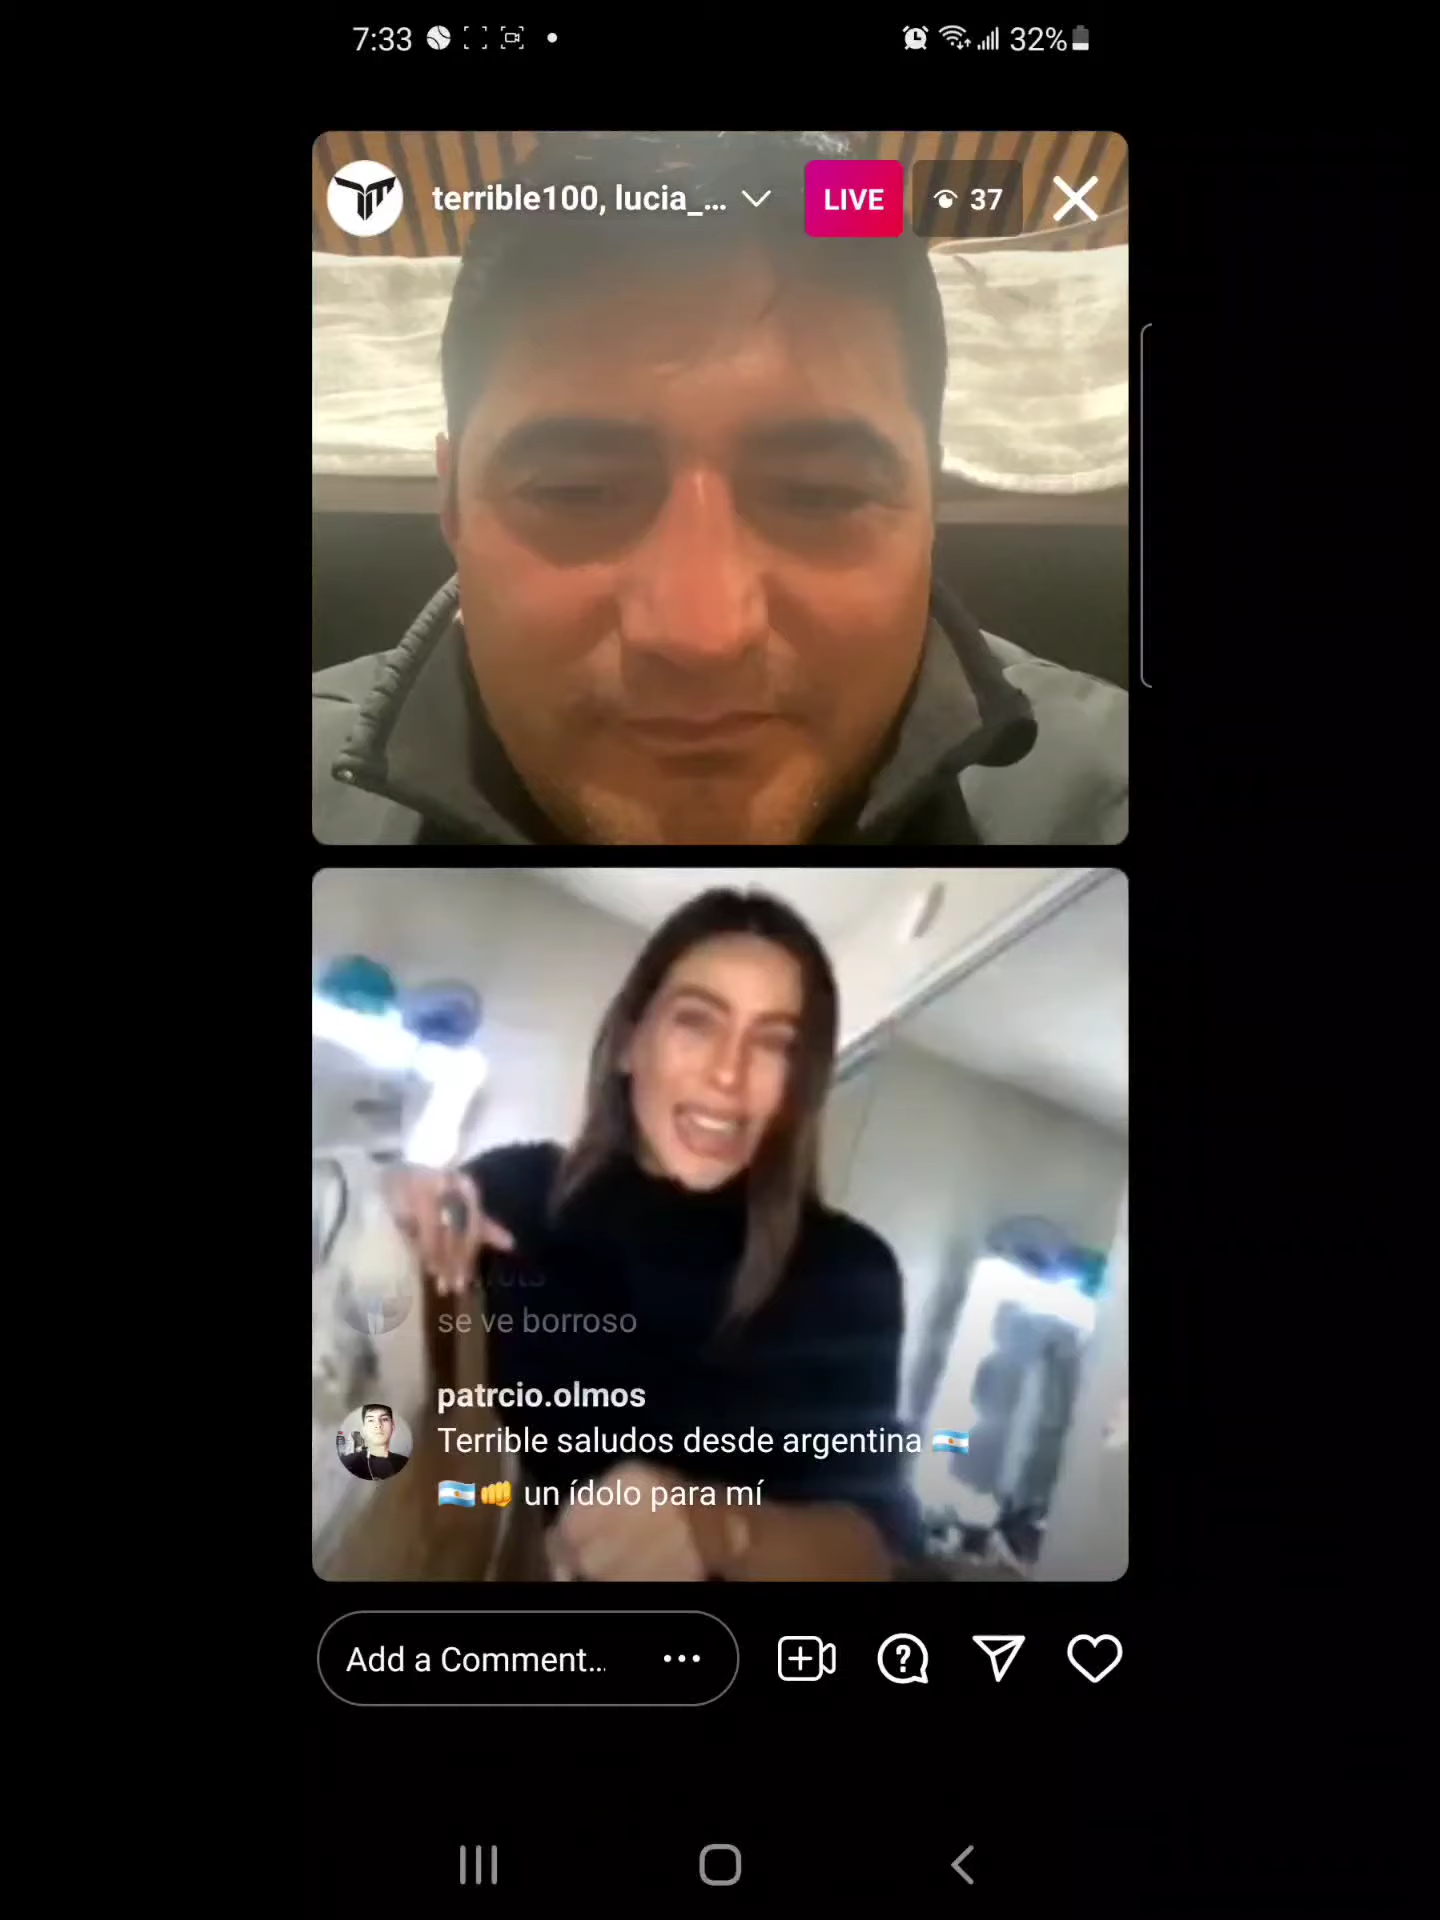 7:33
32%
terrible100, lucia_...
LIVE
37
se ve borroso
patrcio.olmos
Terrible saludos desde argentina 🇦🇷
🇦🇷👊 un ídolo para mí
Add a Comment...